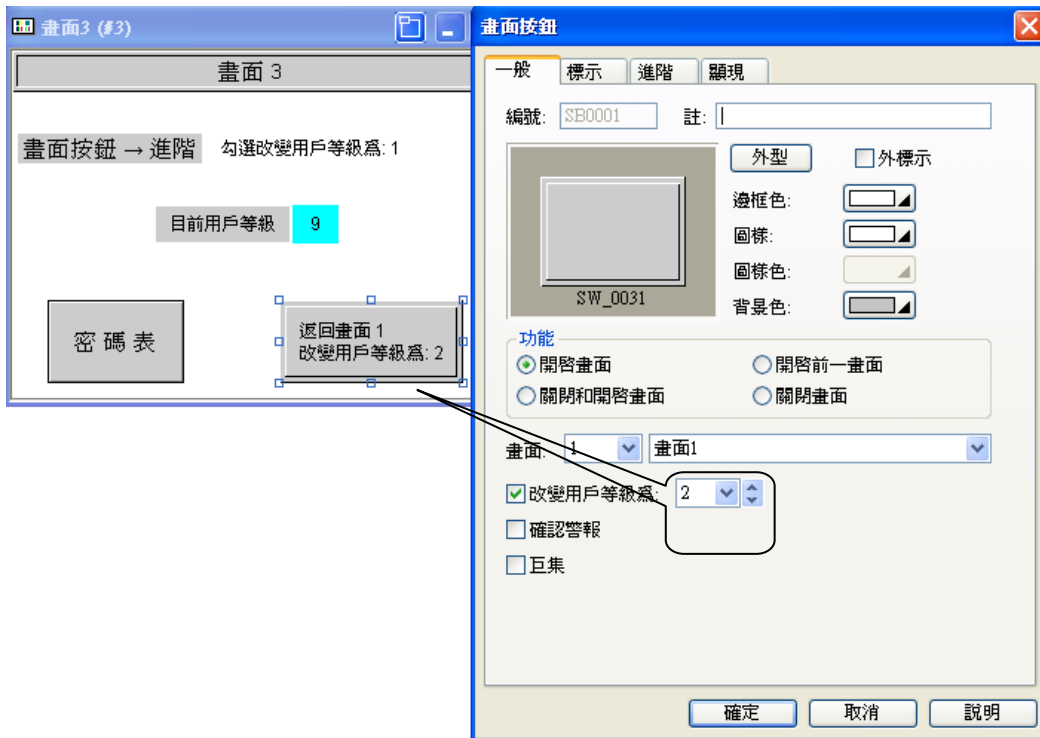 畫面3 (#3)
畫面 3
畫面按鈕 → 進階 勾選改變用戶等級為: 1
目前用戶等級 9
密 碼 表
返回畫面 1
改變用戶等級為: 2
畫面按鈕
一般 標示 進階 顯現
編號: SB0001 註:
外型 外標示
邊框色:
圖樣:
圖樣色:
SW_0031
背景色:
功能
開啓畫面 開啓前一畫面
關閉和開啓畫面 關閉畫面
畫面: 1 畫面1
改變用戶等級為: 2
確認警報
巨集
確定 取消 說明